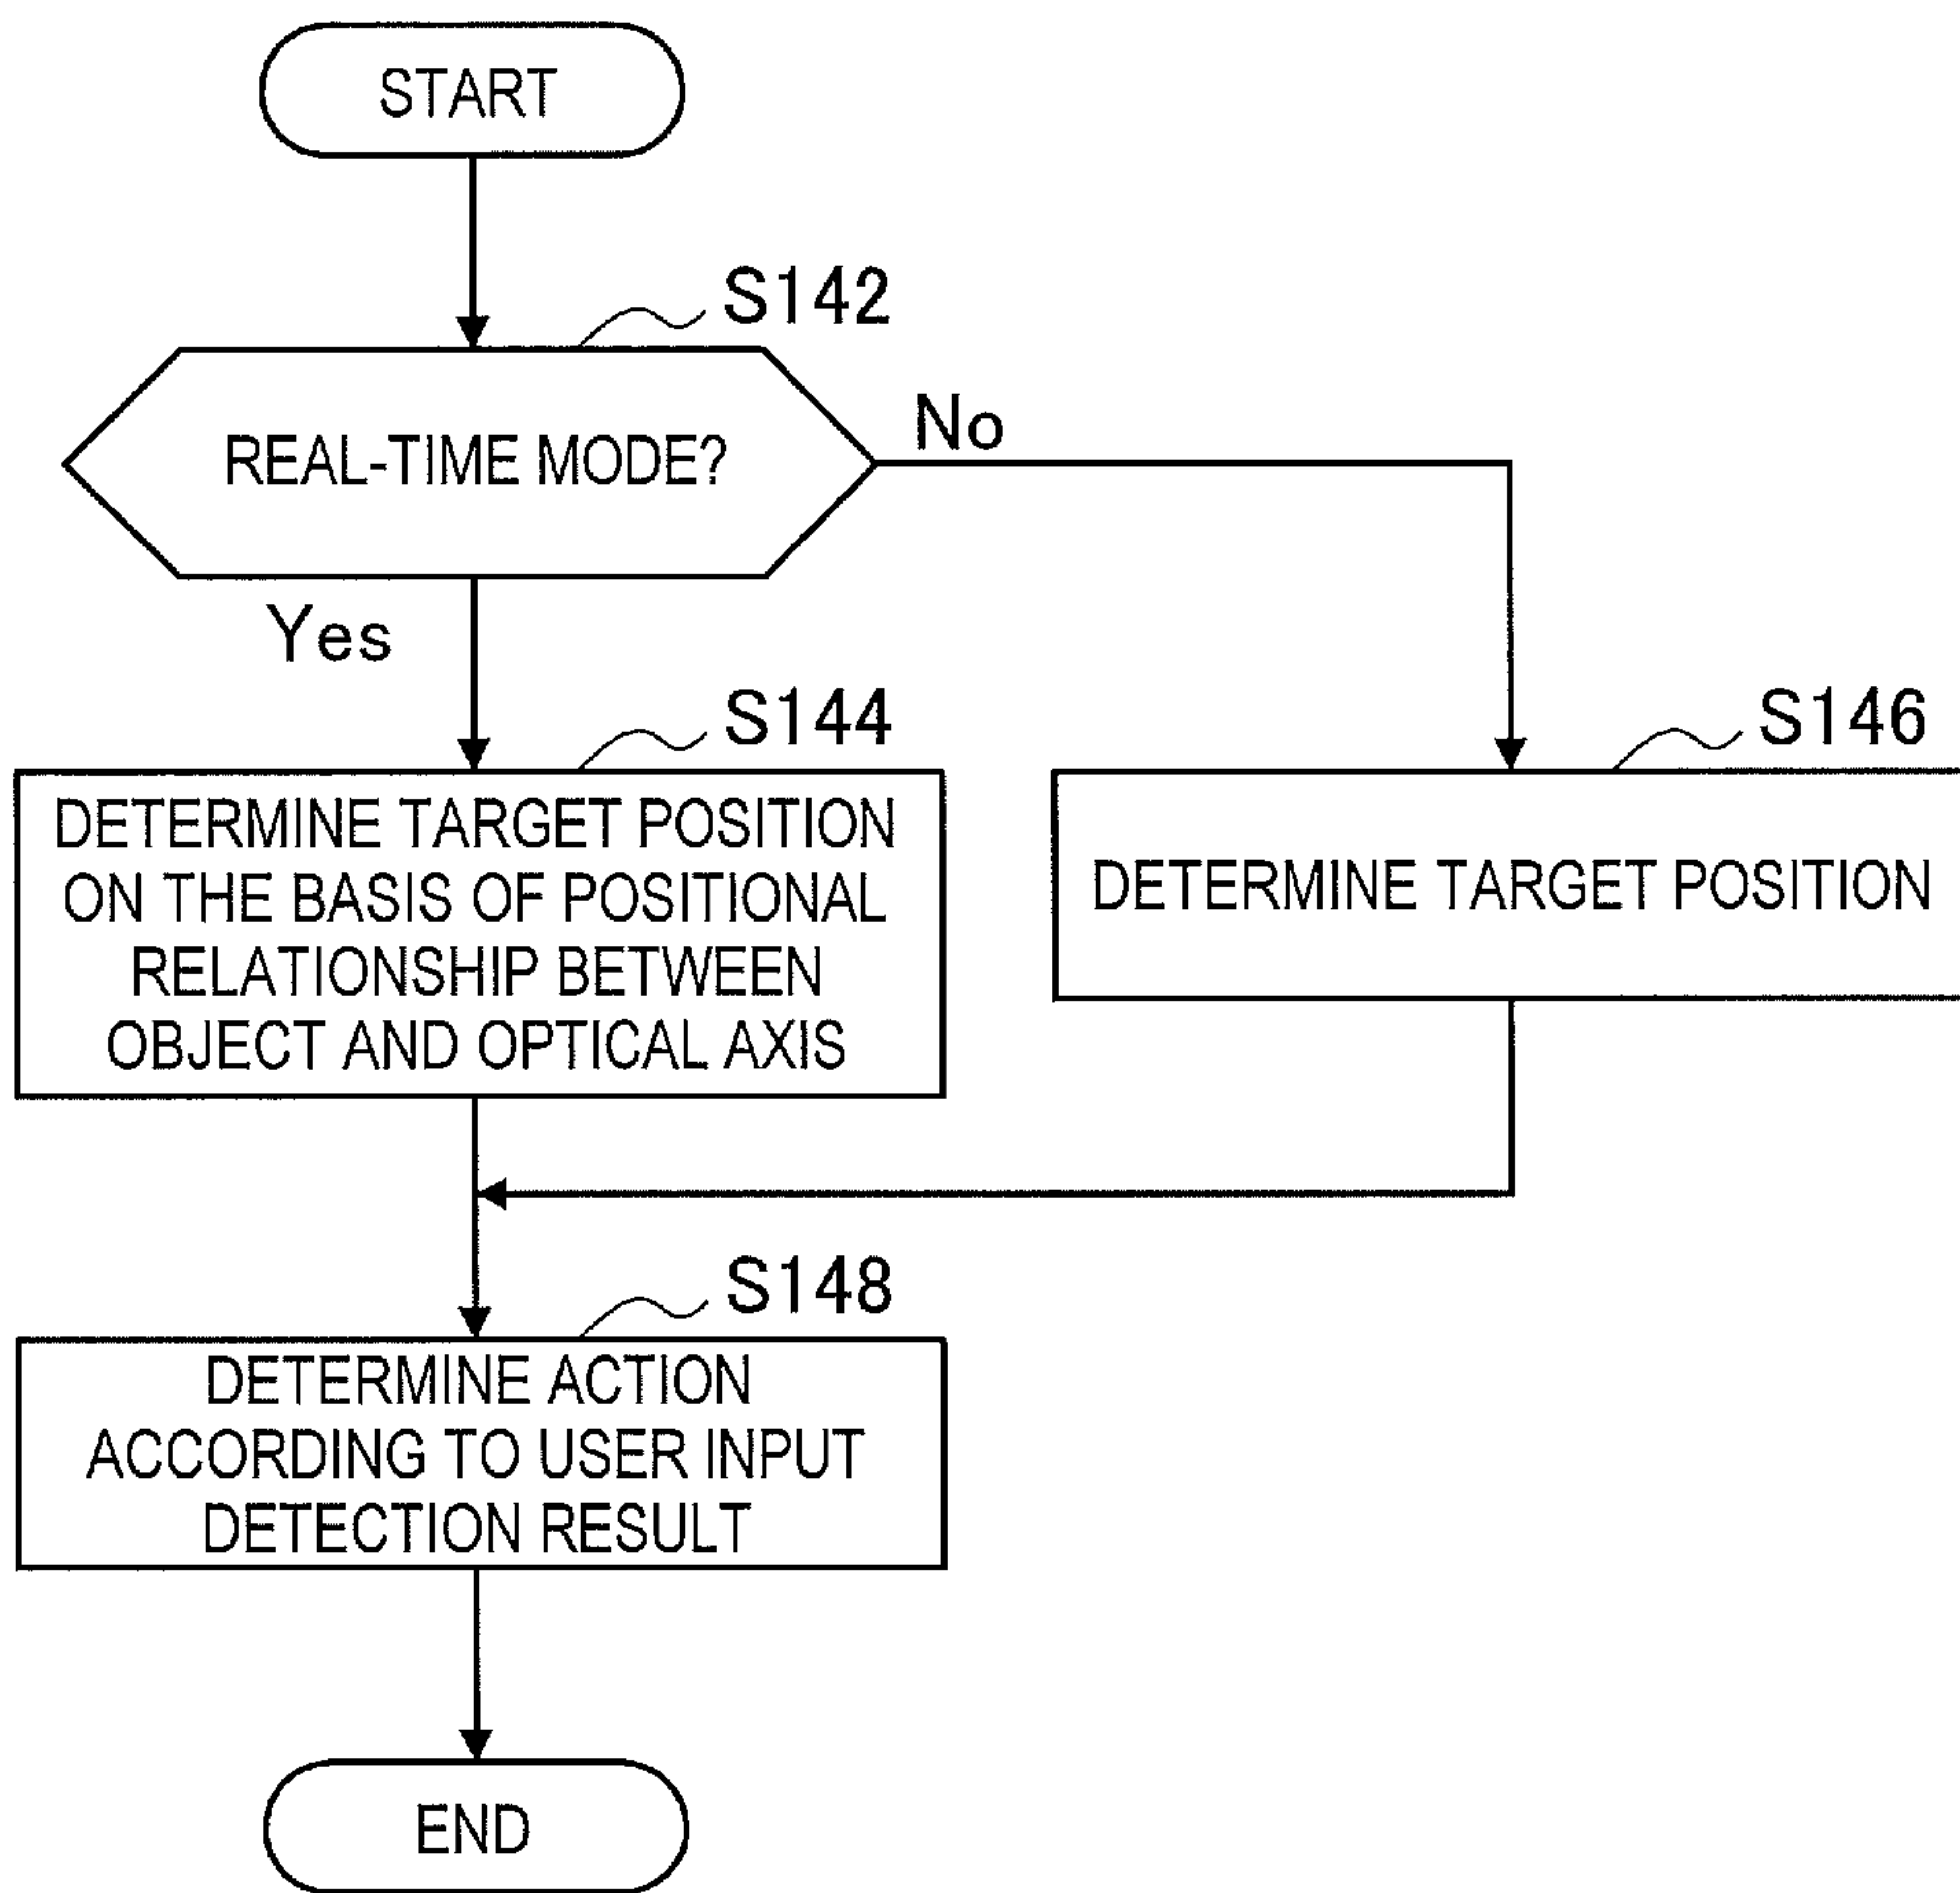 START
S142
REAL-TIME MODE?
No
Yes
S144
DETERMINE TARGET POSITION
ON THE BASIS OF POSITIONAL
RELATIONSHIP BETWEEN
OBJECT AND OPTICAL AXIS
S146
DETERMINE TARGET POSITION
S148
DETERMINE ACTION
ACCORDING TO USER INPUT
DETECTION RESULT
END